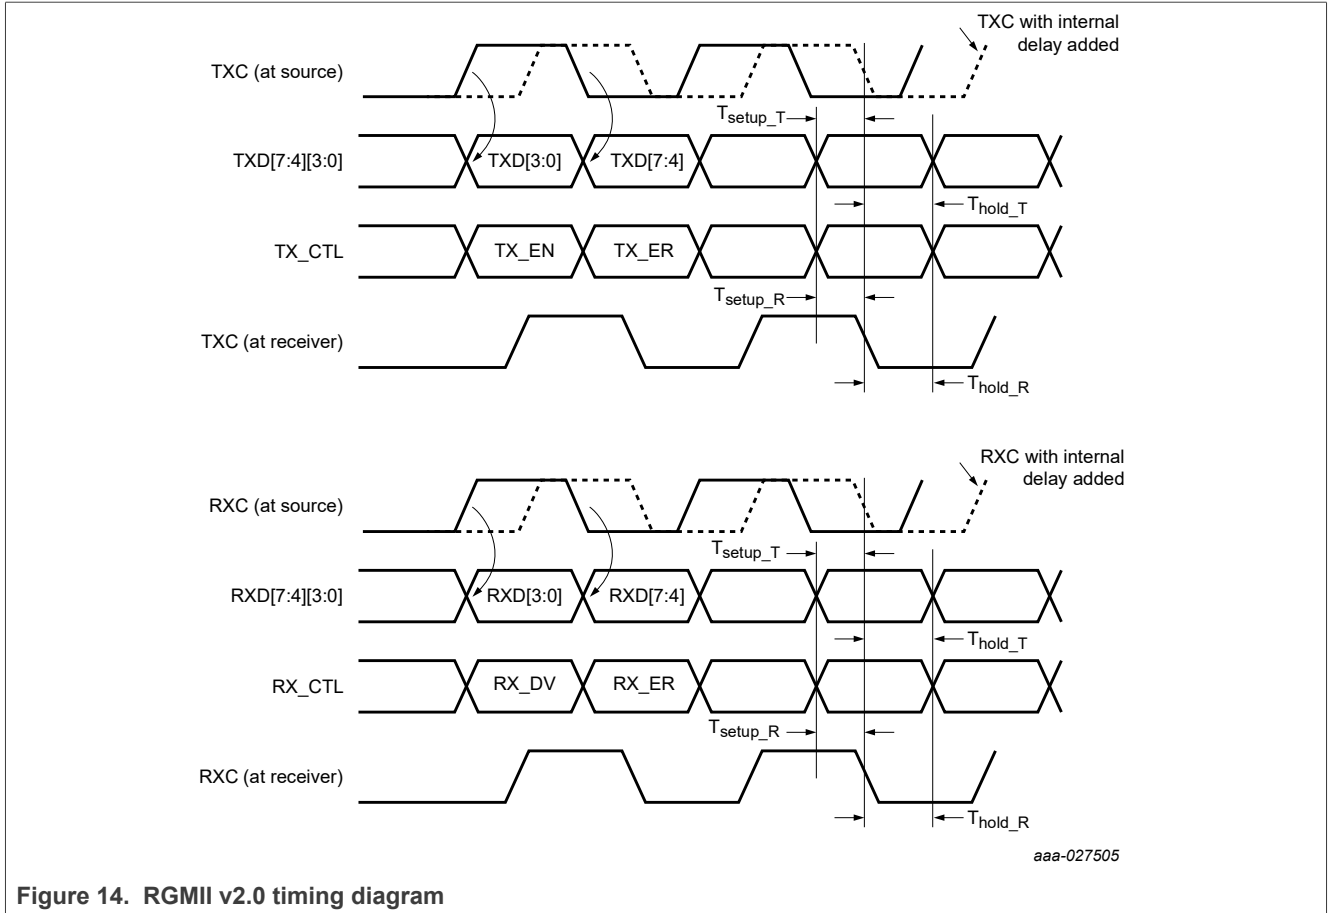 TXC with internal
delay added
TXC (at source)
Tsetup_T
TXD[7:4][3:0]
TXD[3:0]
TXD[7:4]
Thold_T
TX_CTL
TX_EN
TX_ER
Tsetup_R
TXC (at receiver)
Thold_R
RXC with internal
delay added
RXC (at source)
Tsetup_T
RXD[7:4][3:0]
RXD[3:0]
RXD[7:4]
Thold_T
RX_CTL
RX_DV
RX_ER
Tsetup_R
RXC (at receiver)
Thold_R
aaa-027505
Figure 14. RGMII v2.0 timing diagram